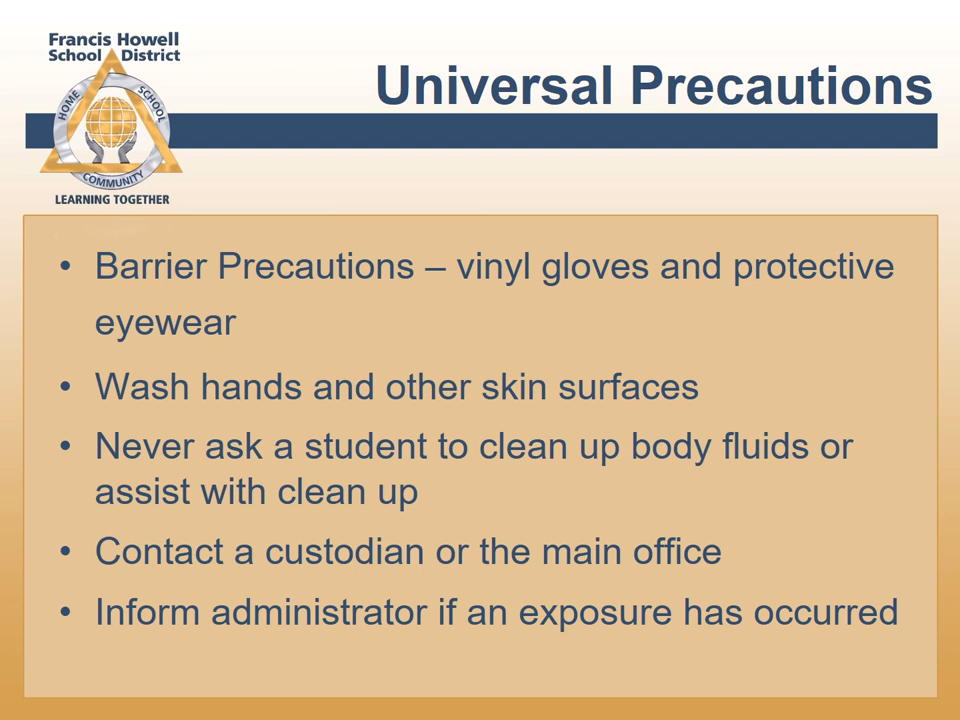 Francis Howell
School District
HOME
SCHOOL
COMMUNITY
LEARNING TOGETHER
Universal Precautions
• Barrier Precautions – vinyl gloves and protective
eyewear
• Wash hands and other skin surfaces
• Never ask a student to clean up body fluids or
assist with clean up
• Contact a custodian or the main office
• Inform administrator if an exposure has occurred